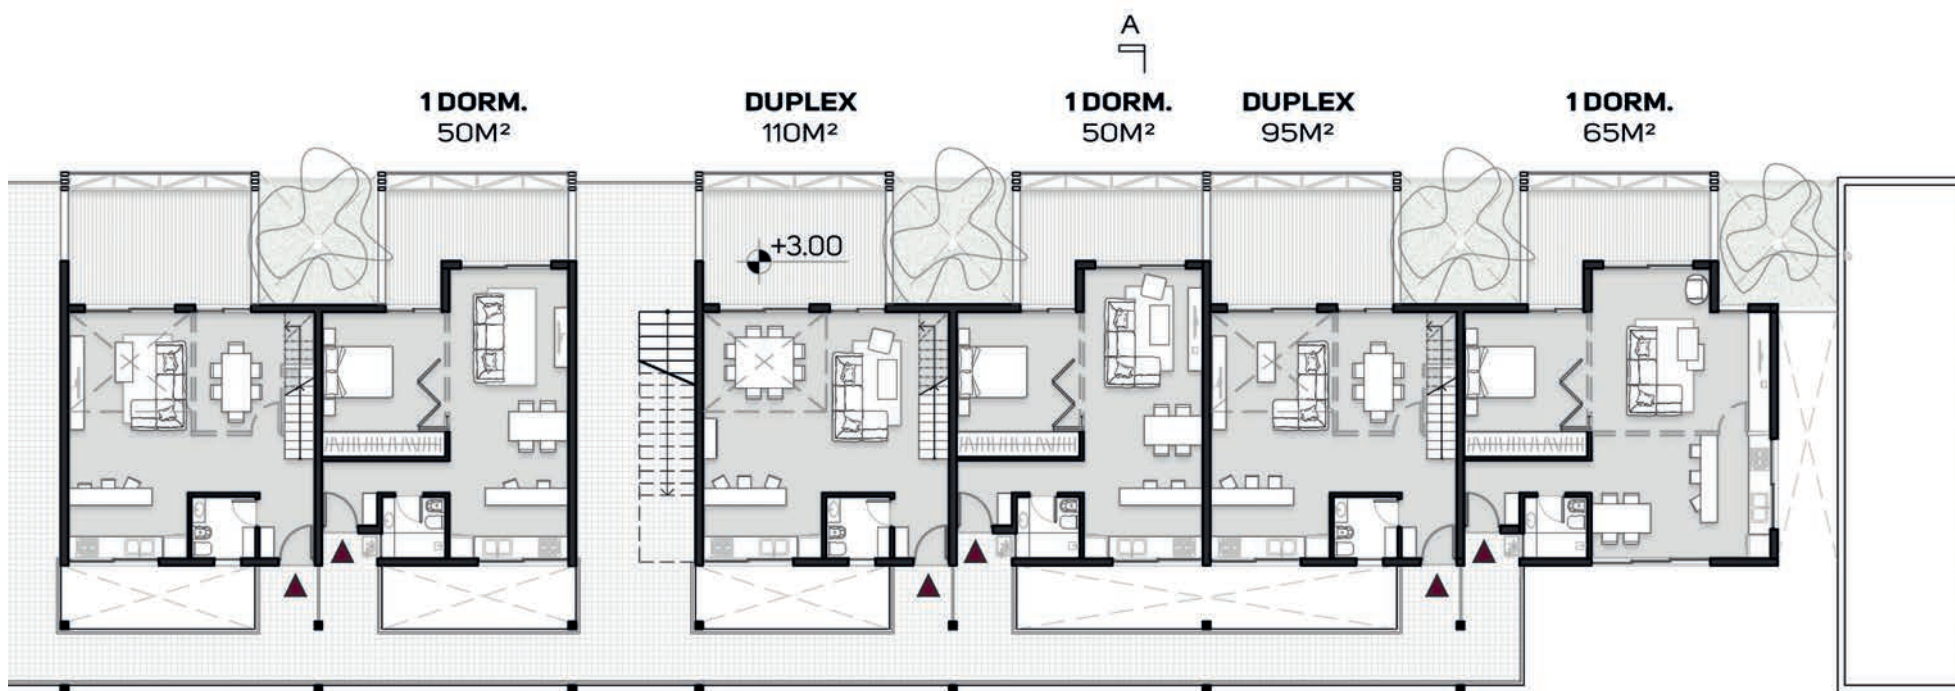 A
1 DORM.
50M²
DUPLEX
110M²
1 DORM.
50M²
DUPLEX
95M²
1 DORM.
65M²
+3.00